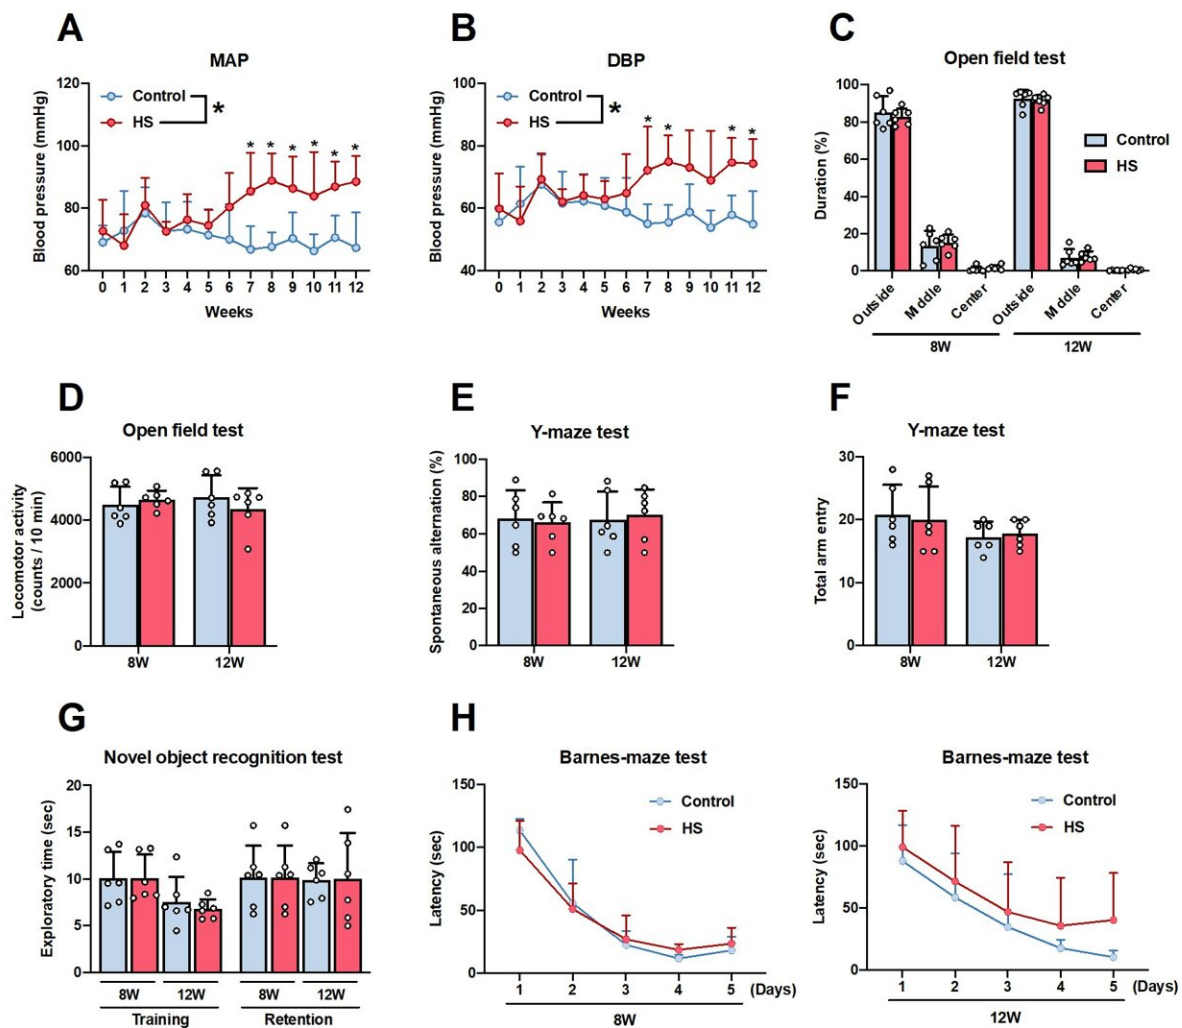 A
MAP
Blood pressure (mmHg)
120
100
80
60
Control
HS
*
* * * * * *
0 1 2 3 4 5 6 7 8 9 10 11 12
Weeks
B
DBP
Blood pressure (mmHg)
100
80
60
40
Control
HS
*
* * * *
0 1 2 3 4 5 6 7 8 9 10 11 12
Weeks
C
Open field test
Duration (%)
100
80
60
40
20
0
Control
HS
Outside Mddle Center Outside Mddle Center
8W 12W
D
Open field test
Locomotor activity
(counts / 10 min)
6000
4000
2000
0
8W 12W
E
Y-maze test
Spontaneous alternation (%)
100
80
60
40
20
0
8W 12W
F
Y-maze test
Total arm entry
30
20
10
0
8W 12W
G
Novel object recognition test
Exploratory time (sec)
20
15
10
5
0
8W 12W 8W 12W
Training Retention
H
Barnes-maze test
Latency (sec)
150
100
50
0
Control
HS
1 2 3 4 5 (Days)
8W
Barnes-maze test
Latency (sec)
150
100
50
0
Control
HS
1 2 3 4 5 (Days)
12W